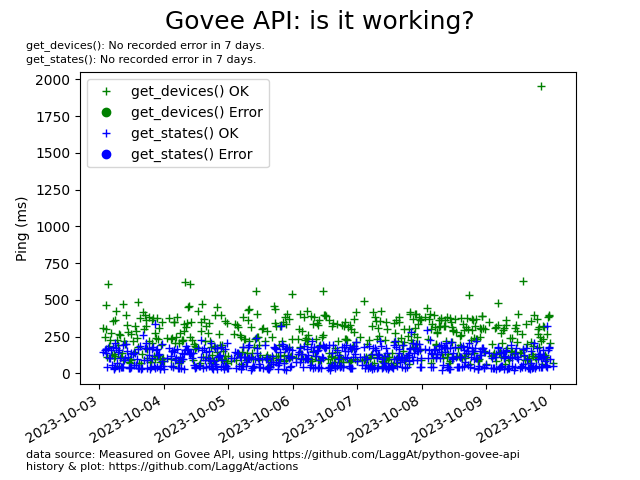 Govee API: is it working?
get_devices(): No recorded error in 7 days.
get_states(): No recorded error in 7 days.
2000
get_devices() OK
get_devices() Error
get_states() OK
get_states() Error
1750
1500
1250
1000
750
500
250
0
Ping (ms)
2023-10-03
2023-10-04
2023-10-05
2023-10-06
2023-10-07
2023-10-08
2023-10-09
2023-10-10
data source: Measured on Govee API, using https://github.com/LaggAt/python-govee-api
history & plot: https://github.com/LaggAt/actions